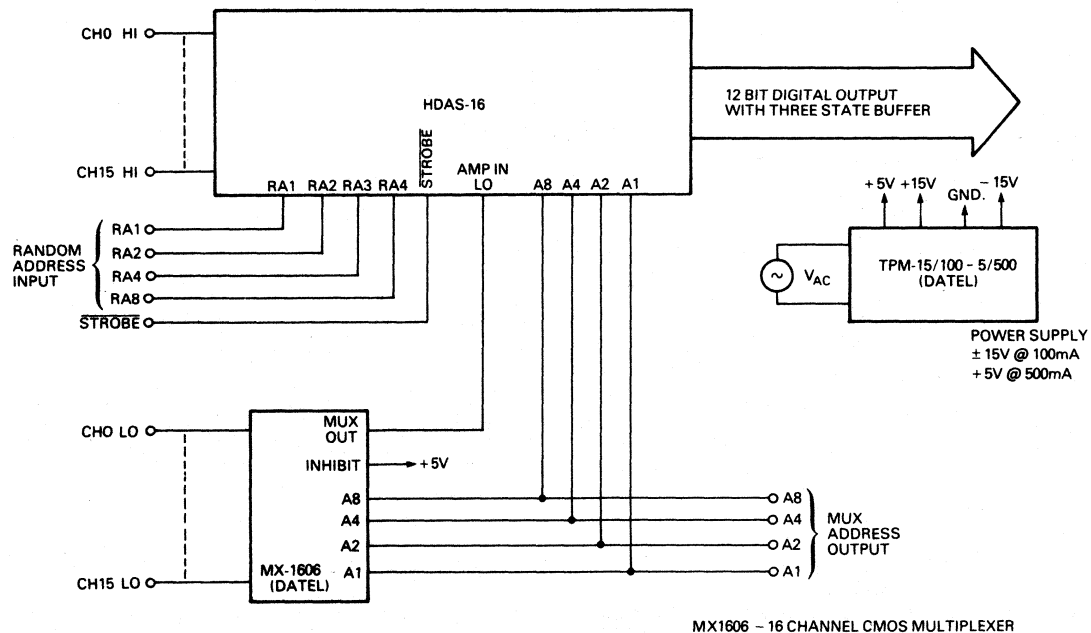 CH0 HI
CH15 HI
HDAS-16
RA1 RA2 RA3 RA4 STROBE AMP IN LO A8 A4 A2 A1
12 BIT DIGITAL OUTPUT
WITH THREE STATE BUFFER
RANDOM
ADDRESS
INPUT
RA1
RA2
RA4
RA8
STROBE
+5V +15V GND. -15V
VAC
TPM-15/100-5/500
(DATEL)
POWER SUPPLY
±15V @ 100mA
+5V @ 500mA
CHO LO
CH15 LO
MUX
OUT
INHIBIT
+5V
A8
A4
A2
A1
MX-1606
(DATEL)
A8
A4
A2
A1
MUX
ADDRESS
OUTPUT
MX1606 - 16 CHANNEL CMOS MULTIPLEXER